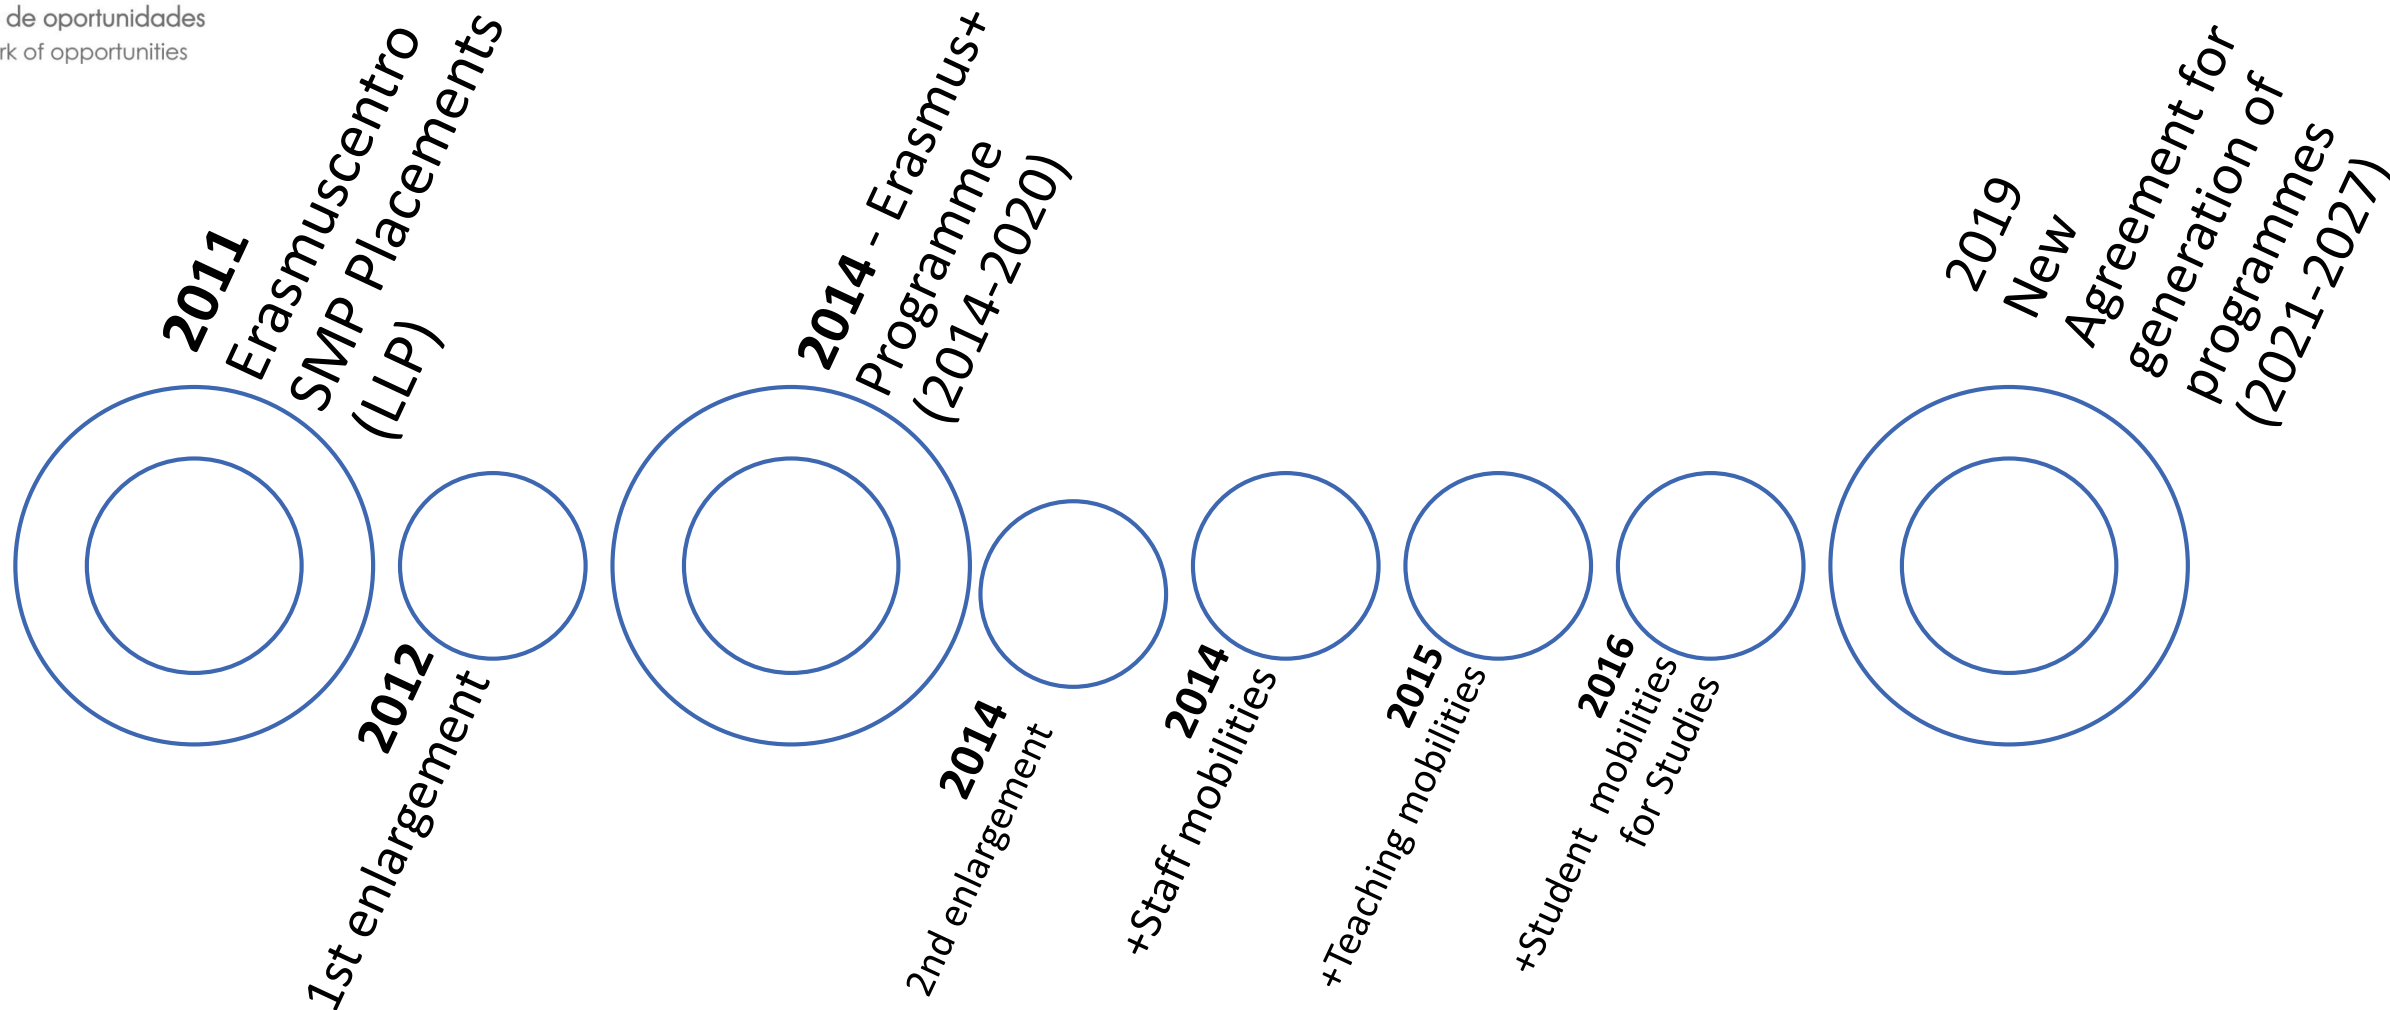 de oportunidades
rk of opportunities
2011
Erasmuscentro
SMP Placements
(LLP)
2012
1st enlargement
2014 - Erasmus+
Programme
(2014-2020)
2014
2nd enlargement
2014
+Staff mobilities
2015
+Teaching mobilities
2016
+Student mobilities
for Studies
2019
New
Agreement for
generation of
programmes
(2021-2027)